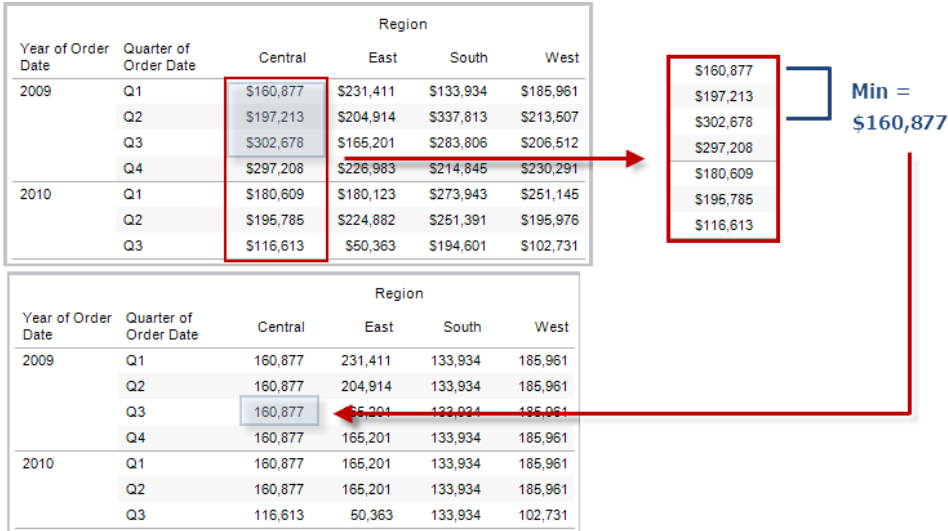 Region
Year of Order Date Quarter of Order Date Central East South West
2009 Q1 $160,877 $231,411 $133,934 $185,961
Q2 $197,213 $204,914 $337,813 $213,507
Q3 $302,678 $165,201 $283,806 $206,512
Q4 $297,208 $226,983 $214,845 $230,291
2010 Q1 $180,609 $180,123 $273,943 $251,145
Q2 $195,785 $224,882 $251,391 $195,976
Q3 $116,613 $50,363 $194,601 $102,731
$160,877
$197,213
$302,678
$297,208
$180,609
$195,785
$116,613
Min =
$160,877
Region
Year of Order Date Quarter of Order Date Central East South West
2009 Q1 160,877 231,411 133,934 185,961
Q2 160,877 204,914 133,934 185,961
Q3 160,877 165,201 133,934 185,961
Q4 160,877 165,201 133,934 185,961
2010 Q1 160,877 165,201 133,934 185,961
Q2 160,877 165,201 133,934 185,961
Q3 116,613 50,363 133,934 102,731